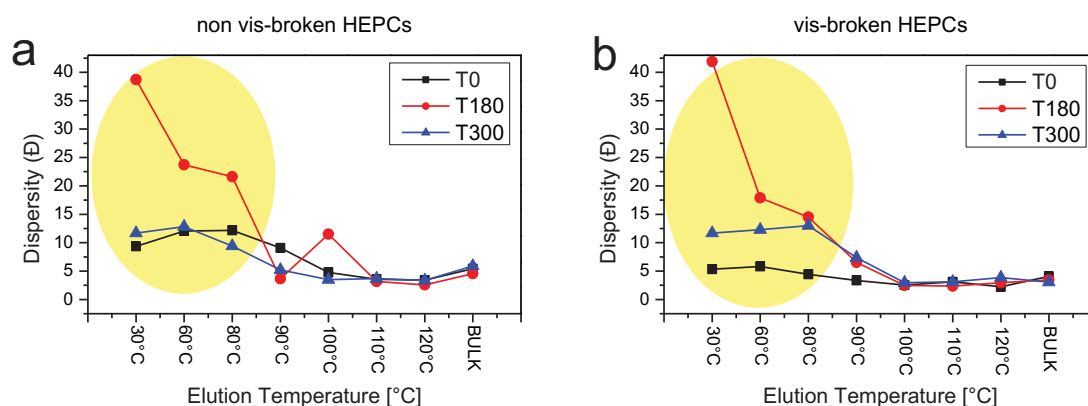 non vis-broken HEPCs
a
T0
T180
T300
Dispersity (Đ)
40
35
30
25
20
15
10
5
0
30°C
60°C
80°C
90°C
100°C
110°C
120°C
BULK
Elution Temperature [°C]
vis-broken HEPCs
b
T0
T180
T300
Dispersity (Đ)
40
35
30
25
20
15
10
5
0
30°C
60°C
80°C
90°C
100°C
110°C
120°C
BULK
Elution Temperature [°C]